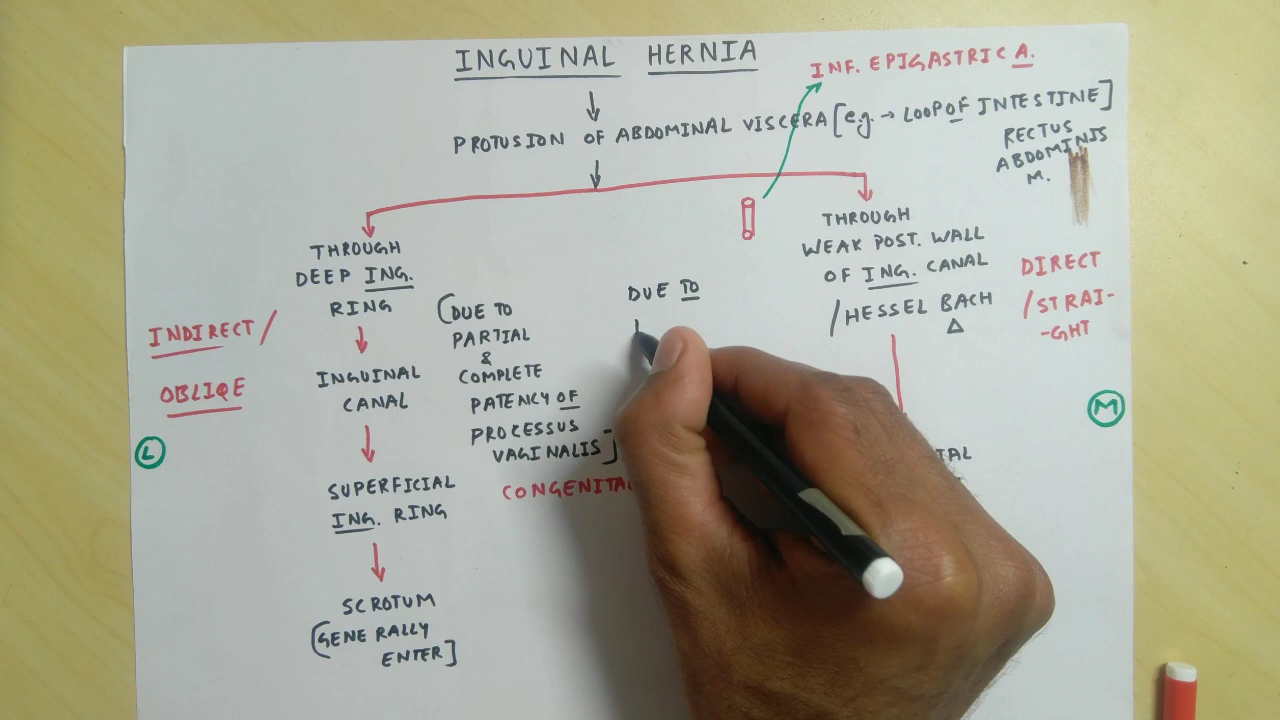 INGUINAL HERNIA
INF. EPIGASTRIC A.
PROTUSION OF ABDOMINAL VISCERA [e.g. → LOOP OF INTESTINE]
RECTUS
ABDOMINIS
M.
THROUGH
DEEP ING.
RING
INDIRECT /
OBLIQE
L
INGUINAL
CANAL
SUPERFICIAL
ING. RING
SCROTUM
(GENERALLY
ENTER]
(DUE TO
PARTIAL
&
COMPLETE
PATENCY OF
PROCESSUS
VAGINALIS]
CONGENITA
DUE TO
THROUGH
WEAK POST. WALL
OF ING. CANAL
/HESSEL BACH
Δ
DIRECT
/STRAI-
-GHT
M